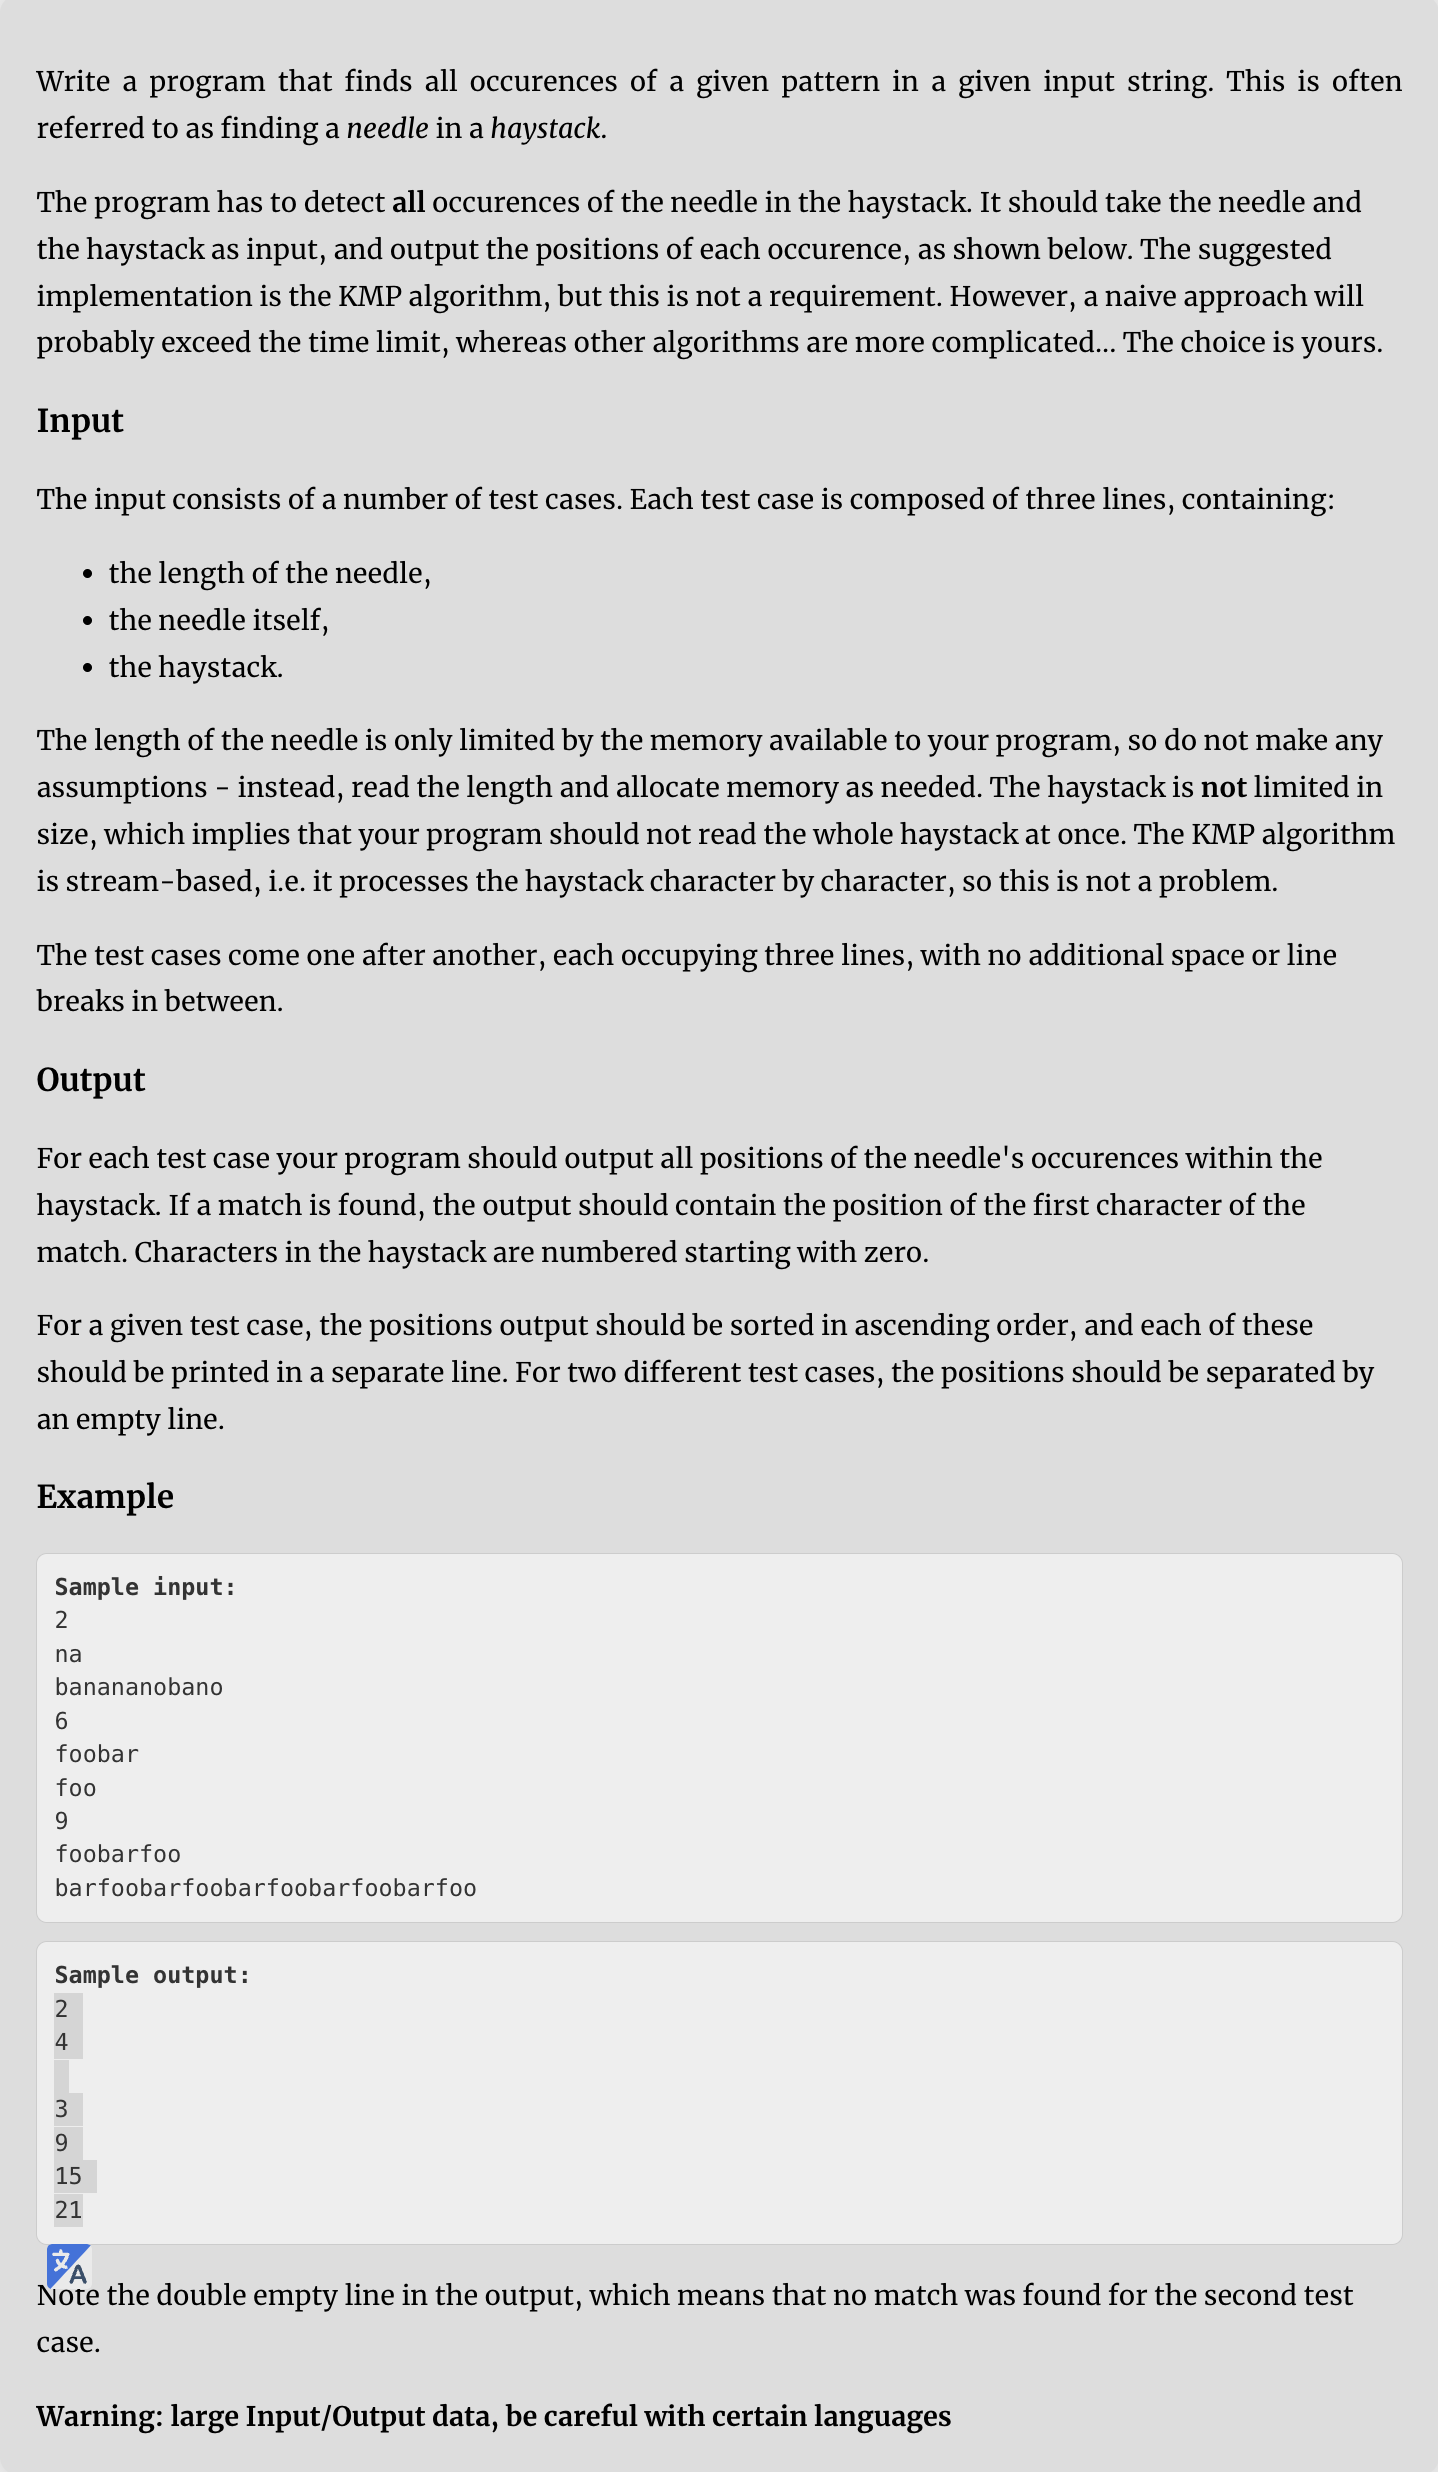 Write a program that finds all occurences of a given pattern in a given input string. This is often
referred to as finding a needle in a haystack.
The program has to detect all occurences of the needle in the haystack. It should take the needle and
the haystack as input, and output the positions of each occurence, as shown below. The suggested
implementation is the KMP algorithm, but this is not a requirement. However, a naive approach will
probably exceed the time limit, whereas other algorithms are more complicated... The choice is yours.
Input
The input consists of a number of test cases. Each test case is composed of three lines, containing:
• the length of the needle,
• the needle itself,
• the haystack.
The length of the needle is only limited by the memory available to your program, so do not make any
assumptions - instead, read the length and allocate memory as needed. The haystack is not limited in
size, which implies that your program should not read the whole haystack at once. The KMP algorithm
is stream-based, i.e. it processes the haystack character by character, so this is not a problem.
The test cases come one after another, each occupying three lines, with no additional space or line
breaks in between.
Output
For each test case your program should output all positions of the needle's occurences within the
haystack. If a match is found, the output should contain the position of the first character of the
match. Characters in the haystack are numbered starting with zero.
For a given test case, the positions output should be sorted in ascending order, and each of these
should be printed in a separate line. For two different test cases, the positions should be separated by
an empty line.
Example
Sample input:
2
na
banananobano
6
foobar
foo
9
foobarfoo
barfoobarfoobarfoobarfoobarfoo
Sample output:
2
4
3
9
15
21
文A
Note the double empty line in the output, which means that no match was found for the second test
case.
Warning: large Input/Output data, be careful with certain languages